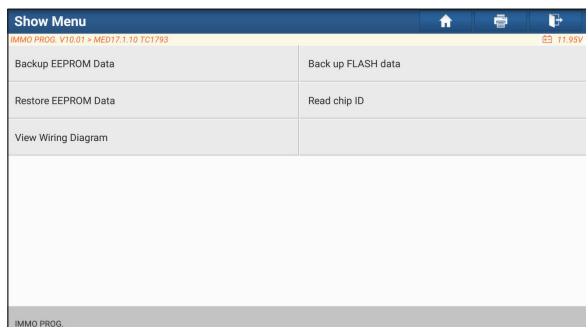 Show Menu
IMMO PROG. V10.01 > MED17.1.10 TC1793 11.95V
Backup EEPROM Data Back up FLASH data
Restore EEPROM Data Read chip ID
View Wiring Diagram
IMMO PROG.